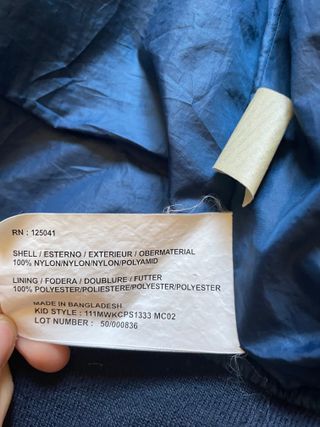 RN : 125041
SHELL / ESTERNO / EXTERIEUR / OBERMATERIAL
100% NYLON/NYLON/NYLON/POLYAMID
LINING / FODERA / DOUBLURE / FUTTER
100% POLYESTER/POLIESTERE/POLYESTER/POLYESTER
MADE IN BANGLADESH
KID STYLE : 111MWKCPS1333 MC02
LOT NUMBER : 50/000836